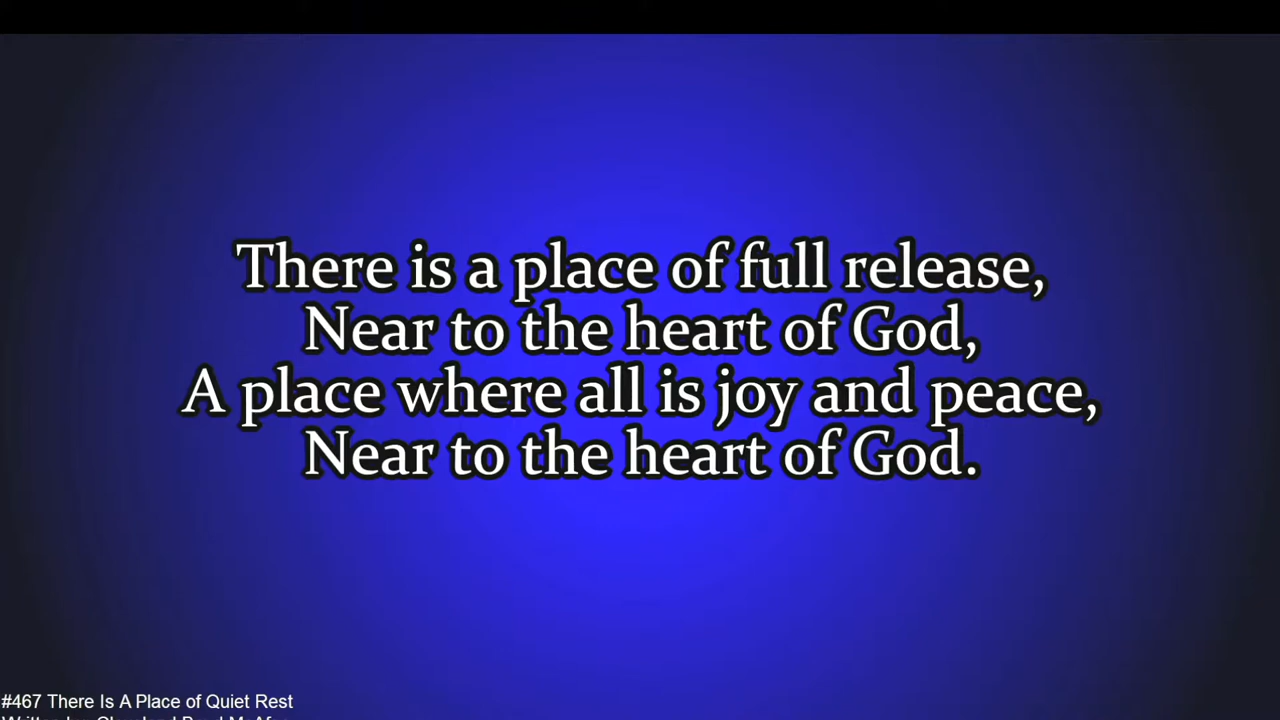 There is a place of full release,
Near to the heart of God,
A place where all is joy and peace,
Near to the heart of God.
#467 There Is A Place of Quiet Rest